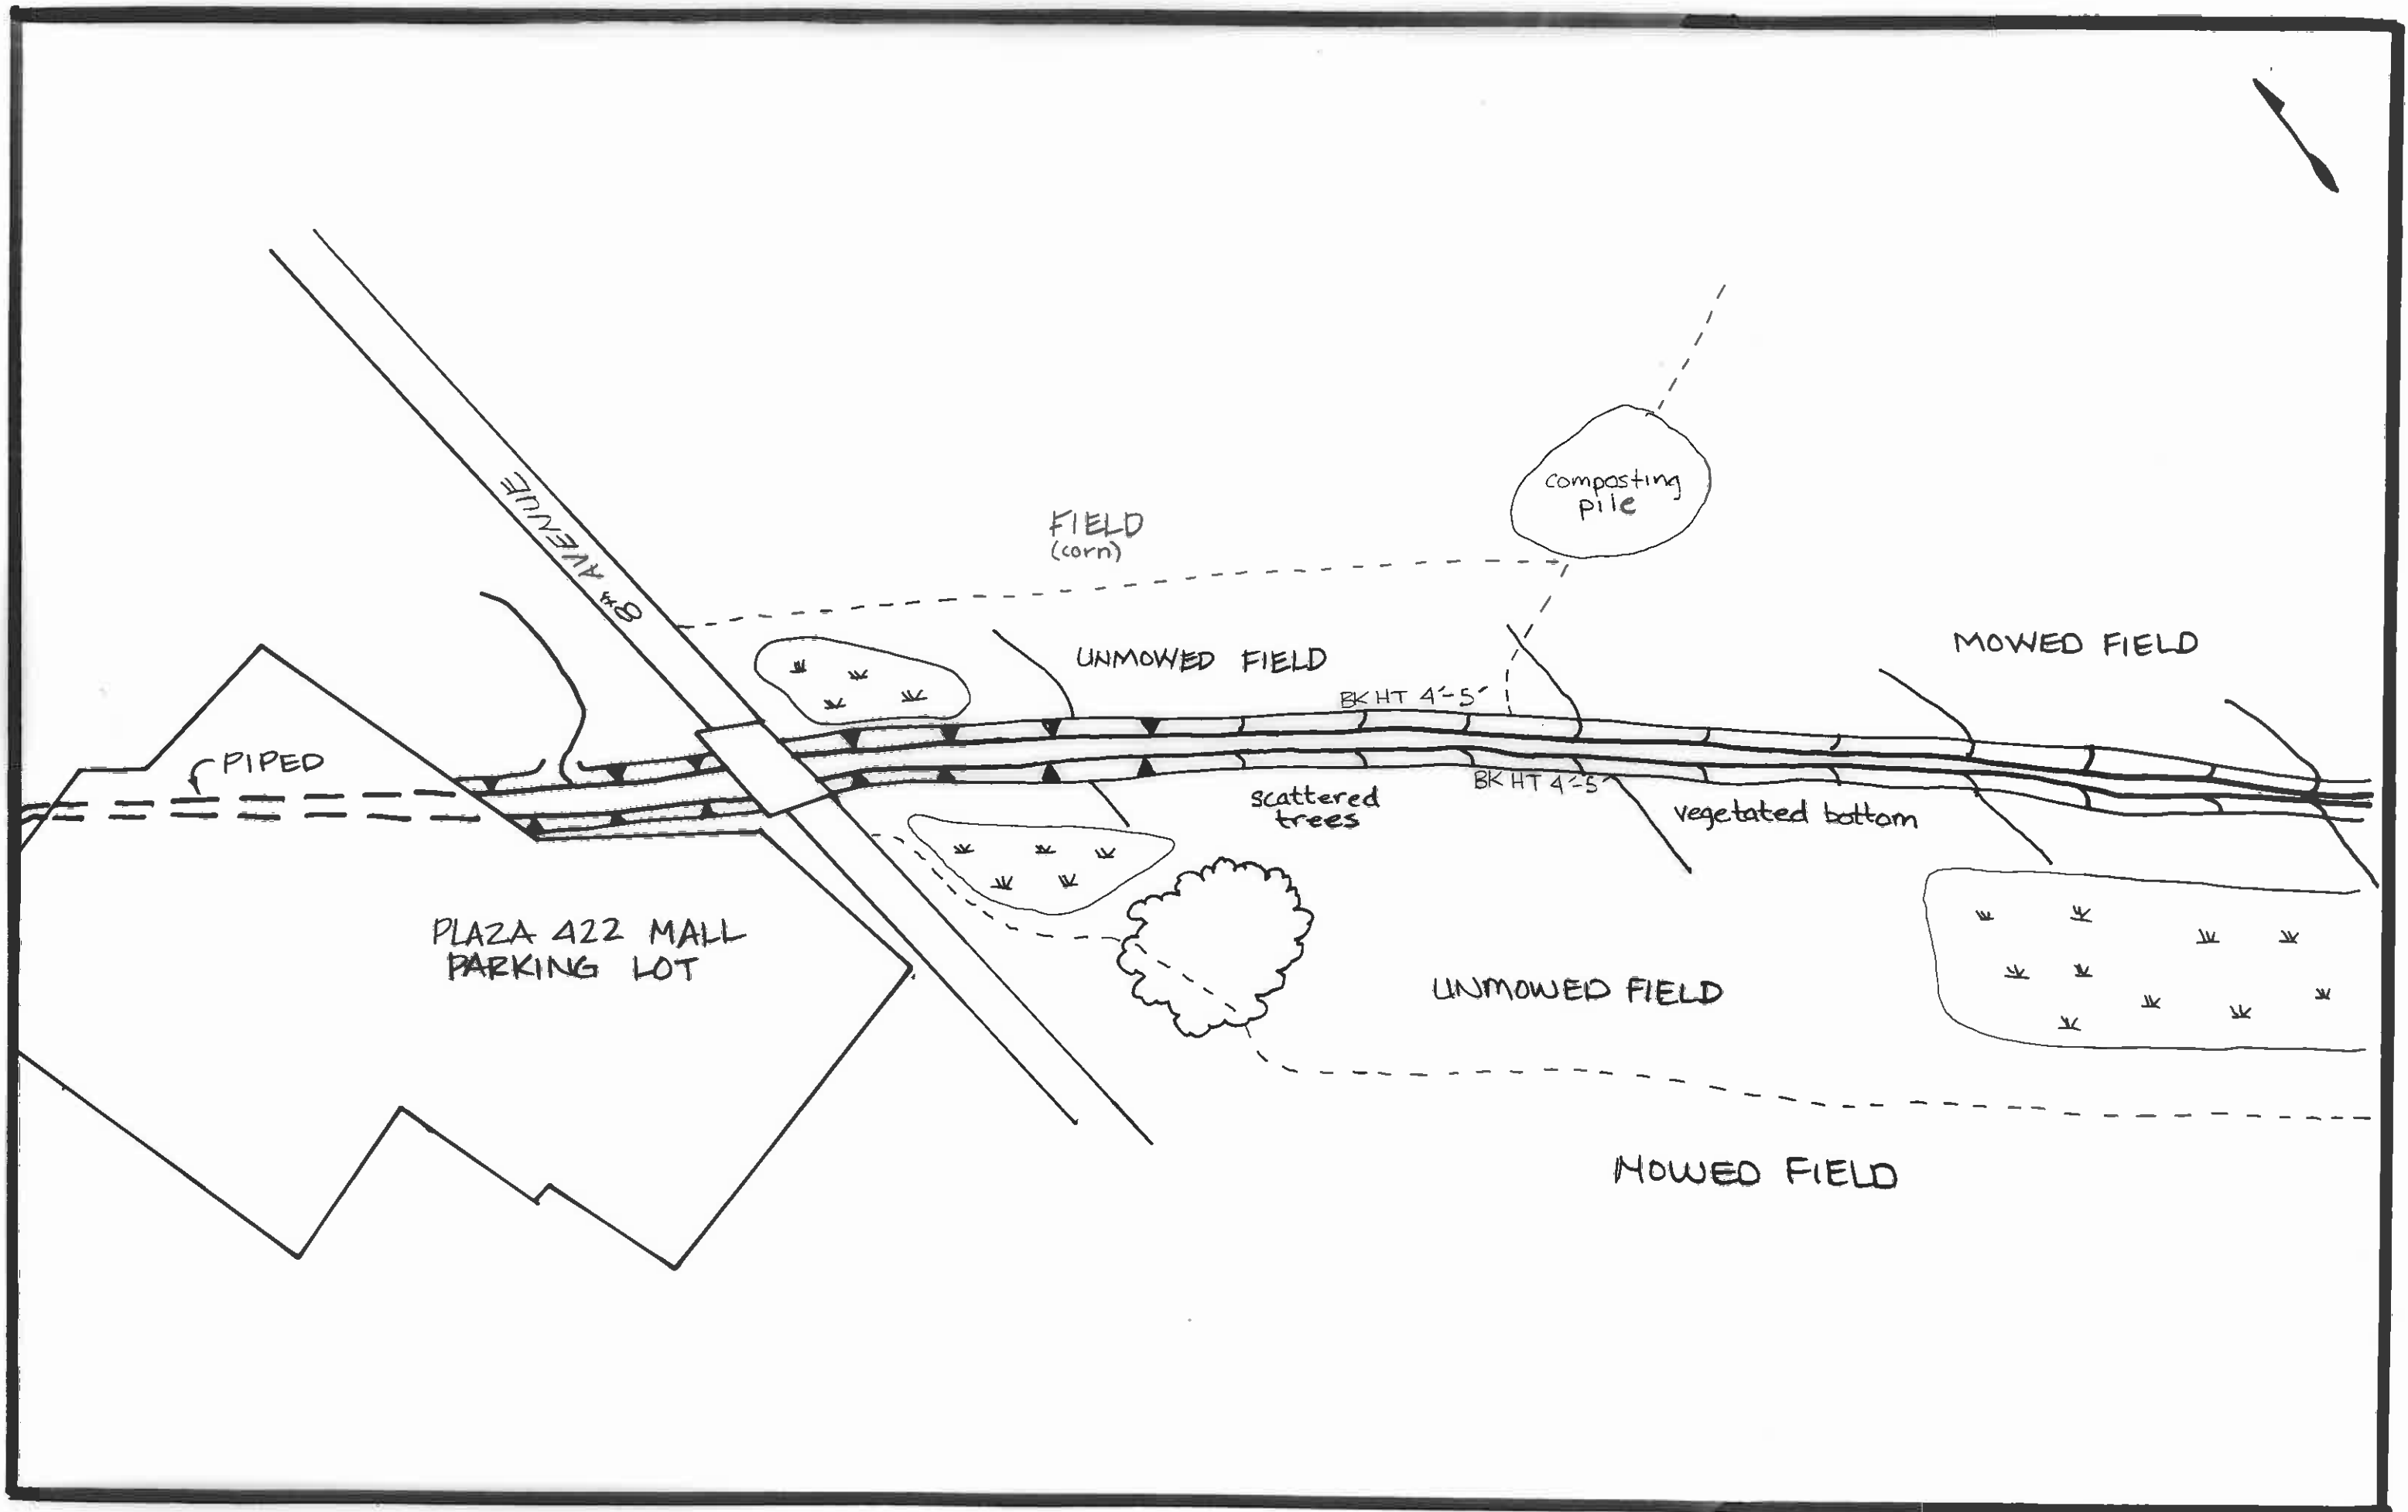 composting
pile
FIELD
(corn)
8TH AVENUE
UNMOWED FIELD
MOWED FIELD
BK HT 4'-5'
PIPED
BK HT 4'-5'
scattered
trees
vegetated bottom
PLAZA 422 MALL
PARKING LOT
UNMOWED FIELD
MOWED FIELD